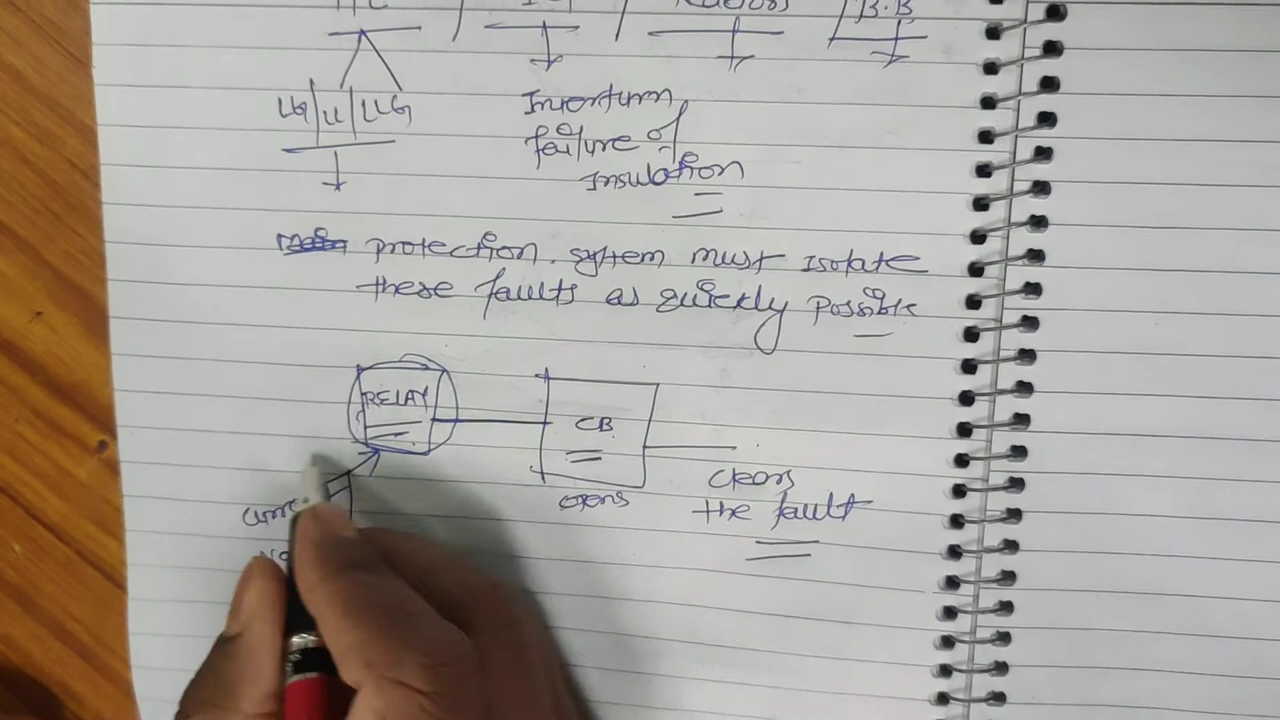 B.B
LG | LL | LLG
Interturn
failure of
Insulation
protection. system must Isolate
these faults as quickly possible
RELAY
CB
opens
Clears
the fault